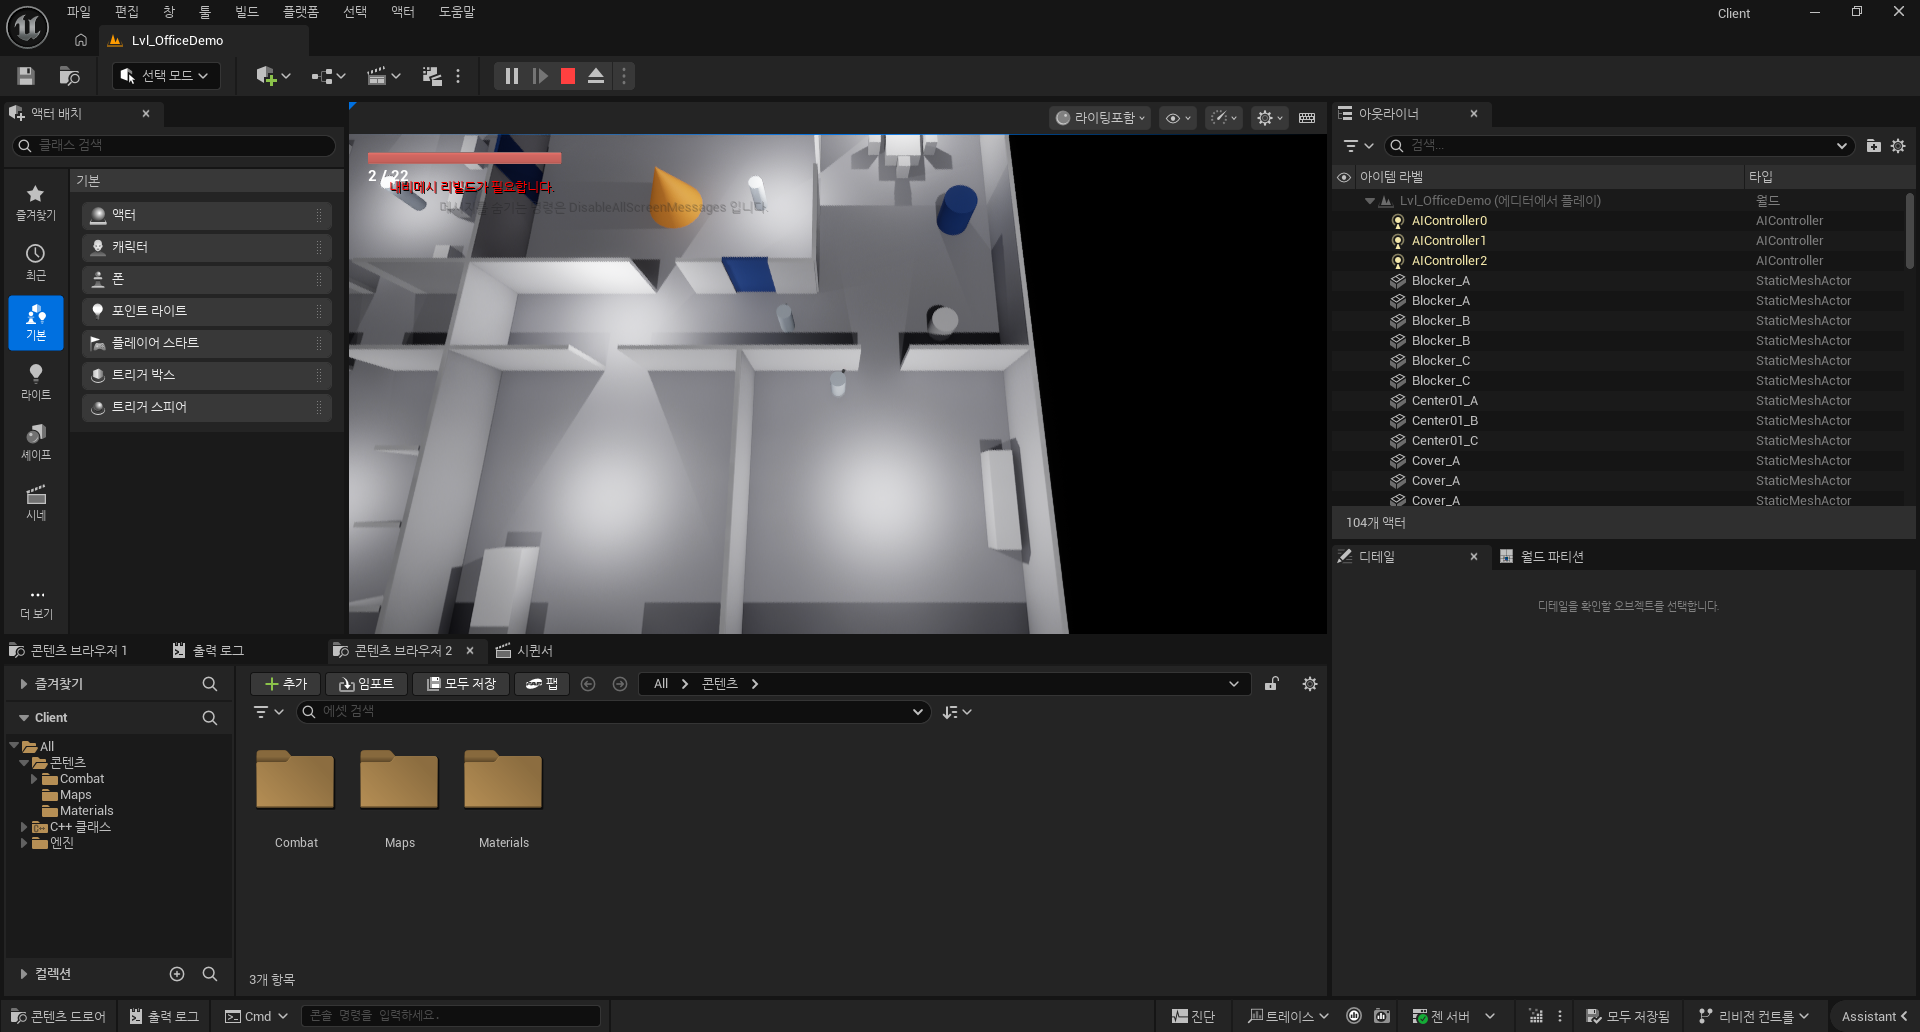 파일 편집 창 툴 빌드 플랫폼 선택 액터 도움말
Client
Lvl_OfficeDemo
선택 모드
액터 배치
클래스 검색
즐겨찾기
최근
기본
라이트
셰이프
시네
더 보기
기본
액터
캐릭터
폰
포인트 라이트
플레이어 스타트
트리거 박스
트리거 스피어
라이팅포함
2 / 22
내비메시 리빌드가 필요합니다.
메시지를 숨기는 명령은 DisableAllScreenMessages 입니다.
아웃라이너
검색...
아이템 라벨 타입
Lvl_OfficeDemo (에디터에서 플레이) 월드
AIController0 AIController
AIController1 AIController
AIController2 AIController
Blocker_A StaticMeshActor
Blocker_A StaticMeshActor
Blocker_B StaticMeshActor
Blocker_B StaticMeshActor
Blocker_C StaticMeshActor
Blocker_C StaticMeshActor
Center01_A StaticMeshActor
Center01_B StaticMeshActor
Center01_C StaticMeshActor
Cover_A StaticMeshActor
Cover_A StaticMeshActor
Cover_A StaticMeshActor
104개 액터
디테일 월드 파티션
디테일을 확인할 오브젝트를 선택합니다.
콘텐츠 브라우저 1 출력 로그 콘텐츠 브라우저 2 시퀀서
즐겨찾기
Client
All
콘텐츠
Combat
Maps
Materials
C++ 클래스
엔진
컬렉션
추가 임포트 모두 저장 팹 All 콘텐츠
에셋 검색
Combat Maps Materials
3개 항목
콘텐츠 드로어 출력 로그 Cmd 콘솔 명령을 입력하세요.
진단 트레이스 젠 서버 모두 저장됨 리비전 컨트롤 Assistant